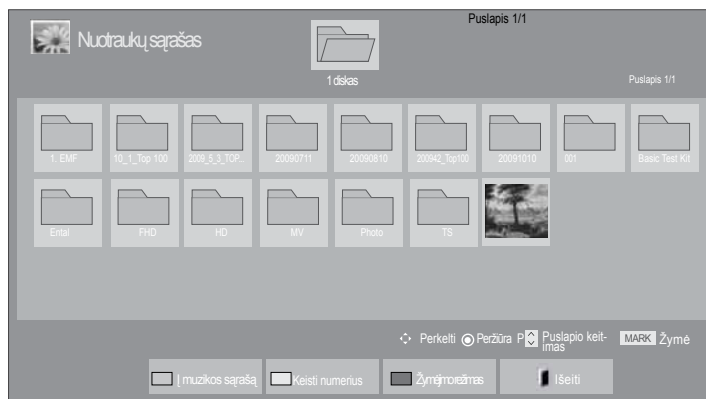 Puslapis 1/1
Nuotraukų sąrašas
1 diskas
Puslapis 1/1
1. EMF
10_1_Top 100
2009_5_3_TOP...
20090711
20090810
200942_Top100
20091010
001
Basic Test Kit
Ental
FHD
HD
MV
Photo
TS
Perkelti Peržiūra P Puslapio keit-
imas
MARK Žymė
Į muzikos sąrašą
Keisti numerius
Žymėjimo režimas
Išeiti